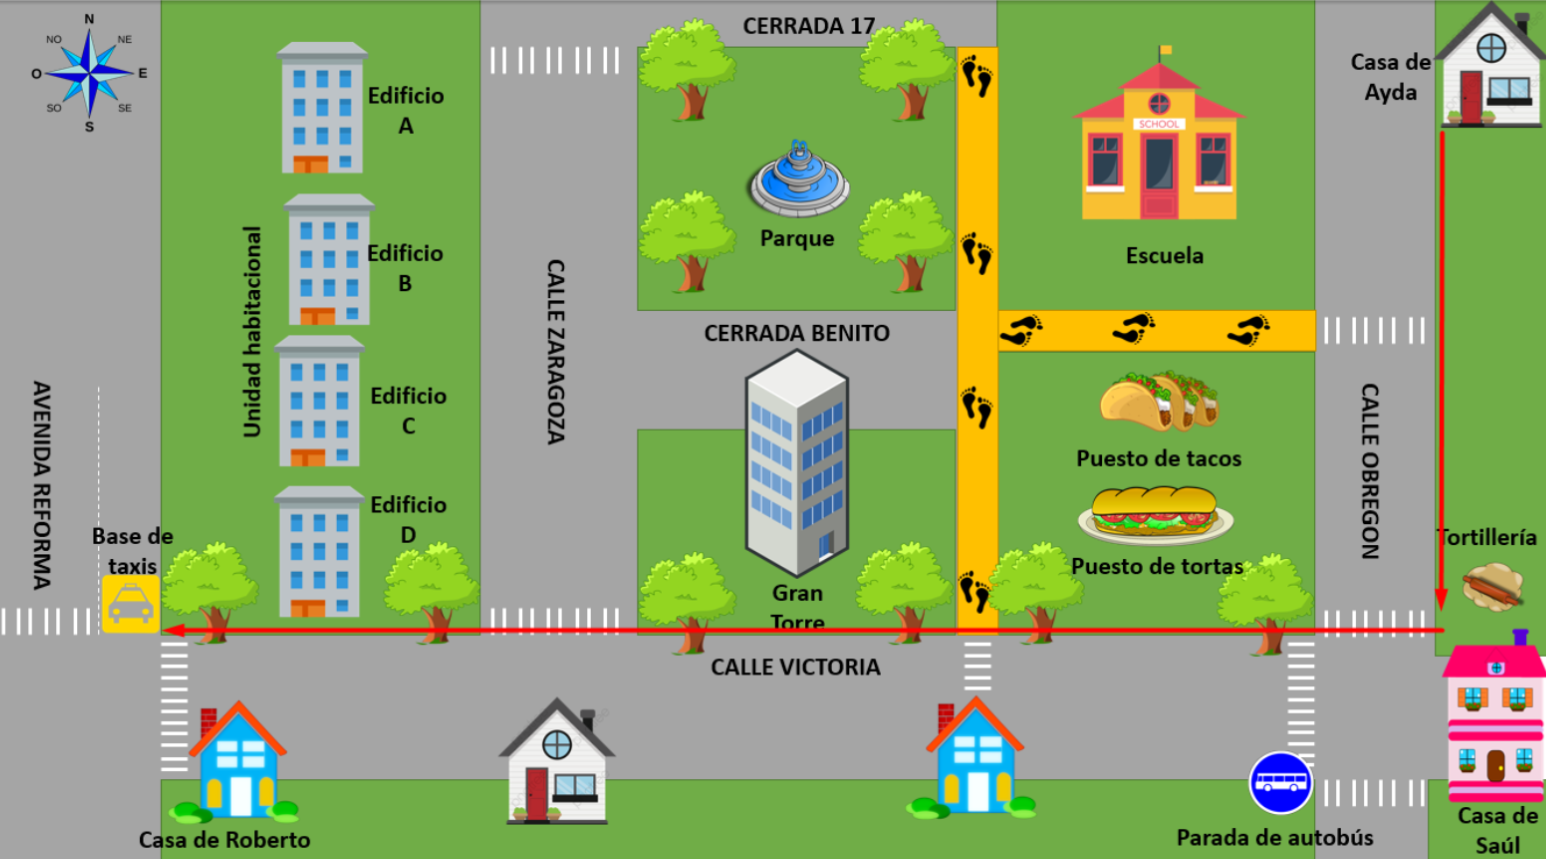 N
NO
NE
O
E
SO
SE
S
CERRADA 17
Edificio
A
Casa de
Ayda
SCHOOL
Parque
Escuela
Edificio
B
Unidad habitacional
CALLE ZARAGOZA
CERRADA BENITO
Edificio
C
AVENIDA REFORMA
CALLE OBREGON
Puesto de tacos
Edificio
D
Base de
taxis
Tortillería
Puesto de tortas
Gran
Torre
CALLE VICTORIA
Casa de Roberto
Parada de autobús
Casa de
Saúl